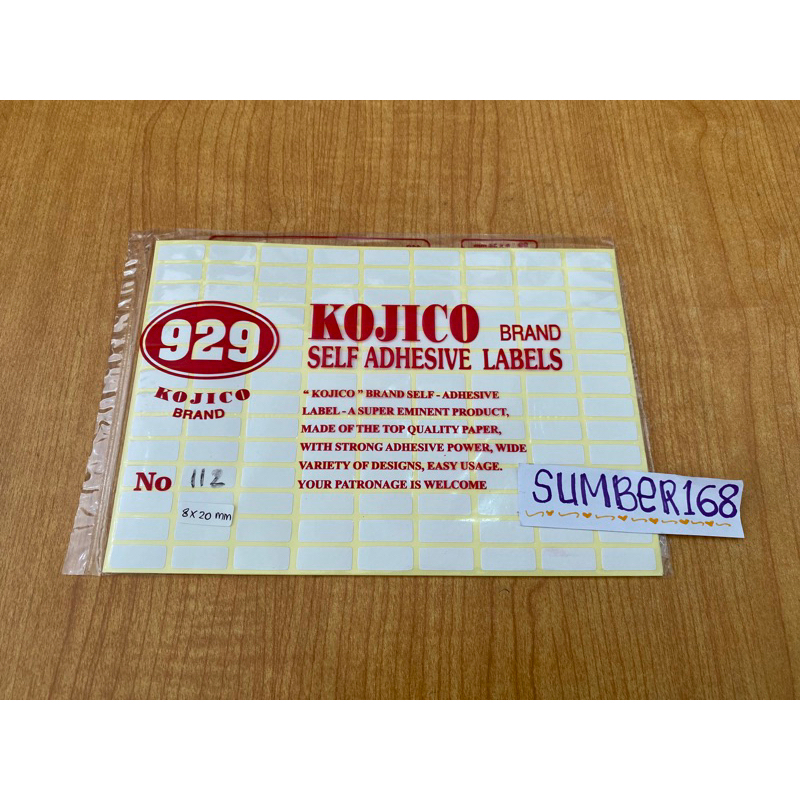 929
KOJICO
BRAND
KOJICO BRAND
SELF ADHESIVE LABELS
" KOJICO " BRAND SELF - ADHESIVE
LABEL - A SUPER EMINENT PRODUCT,
MADE OF THE TOP QUALITY PAPER,
WITH STRONG ADHESIVE POWER, WIDE
VARIETY OF DESIGNS, EASY USAGE.
YOUR PATRONAGE IS WELCOME
No 112
8X20 mm
SUMBER168